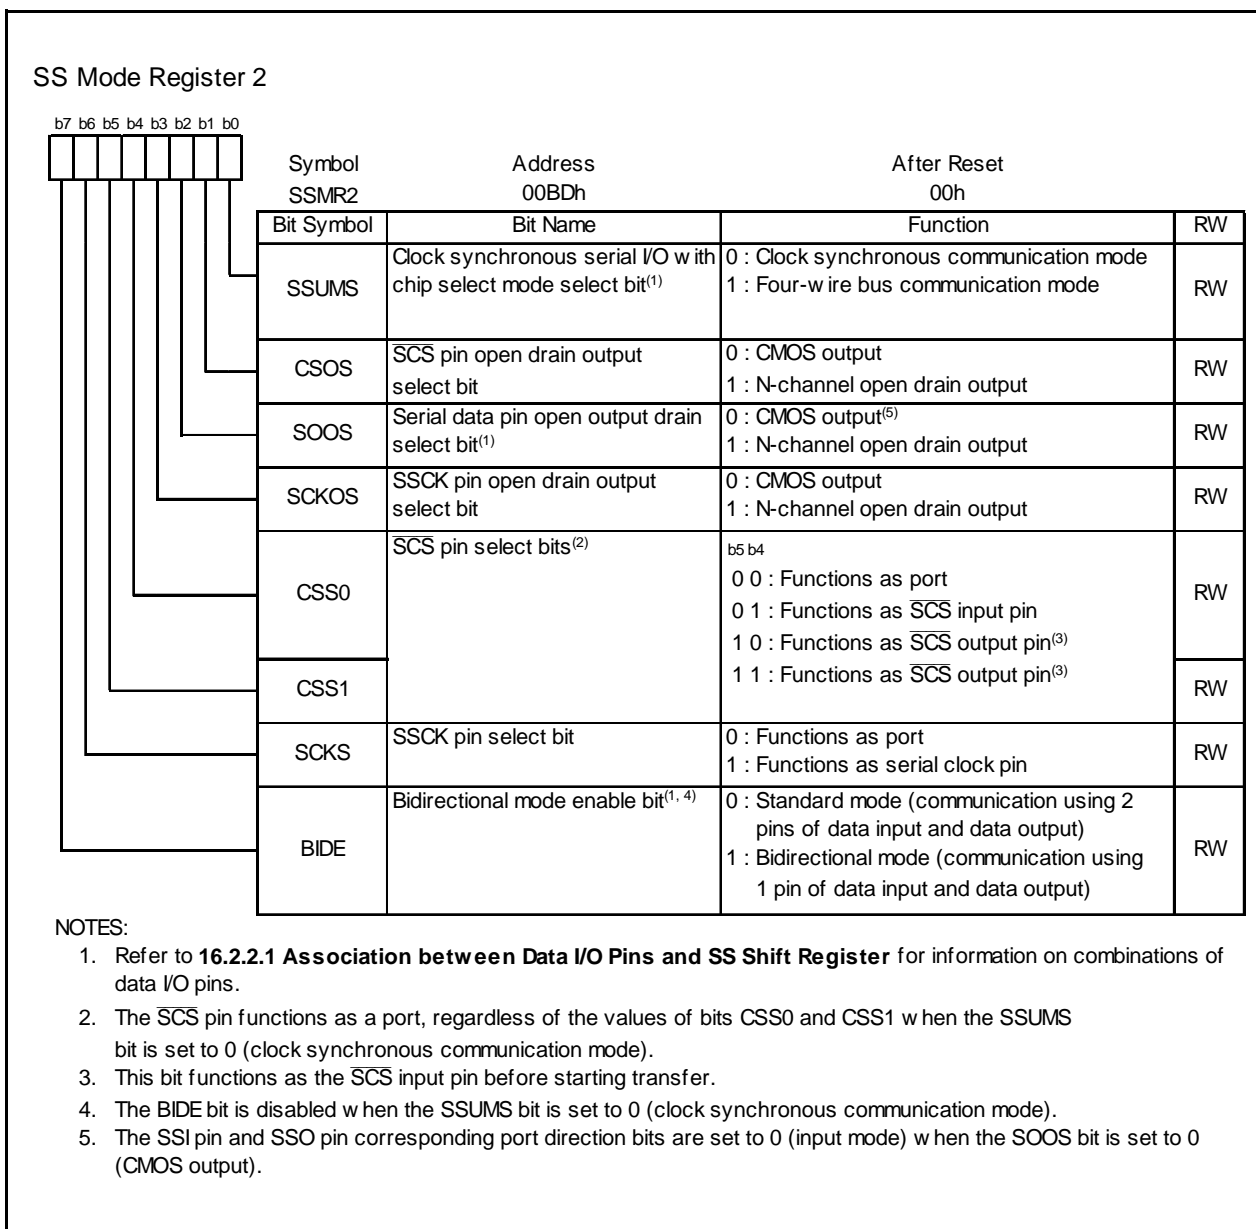 SS Mode Register 2
b7 b6 b5 b4 b3 b2 b1 b0
Symbol Address After Reset
SSMR2 00BDh 00h
Bit Symbol Bit Name Function RW
SSUMS Clock synchronous serial I/O with chip select mode select bit(1) 0 : Clock synchronous communication mode
1 : Four-wire bus communication mode RW
CSOS SCS pin open drain output select bit 0 : CMOS output
1 : N-channel open drain output RW
SOOS Serial data pin open output drain select bit(1) 0 : CMOS output(5)
1 : N-channel open drain output RW
SCKOS SSCK pin open drain output select bit 0 : CMOS output
1 : N-channel open drain output RW
CSS0 SCS pin select bits(2) b5 b4
0 0 : Functions as port
0 1 : Functions as SCS input pin RW
1 0 : Functions as SCS output pin(3)
CSS1 1 1 : Functions as SCS output pin(3) RW
SCKS SSCK pin select bit 0 : Functions as port
1 : Functions as serial clock pin RW
BIDE Bidirectional mode enable bit(1, 4) 0 : Standard mode (communication using 2
pins of data input and data output)
1 : Bidirectional mode (communication using
1 pin of data input and data output) RW
NOTES:
1. Refer to 16.2.2.1 Association between Data I/O Pins and SS Shift Register for information on combinations of
data I/O pins.
2. The SCS pin functions as a port, regardless of the values of bits CSS0 and CSS1 when the SSUMS
bit is set to 0 (clock synchronous communication mode).
3. This bit functions as the SCS input pin before starting transfer.
4. The BIDE bit is disabled when the SSUMS bit is set to 0 (clock synchronous communication mode).
5. The SSI pin and SSO pin corresponding port direction bits are set to 0 (input mode) when the SOOS bit is set to 0
(CMOS output).